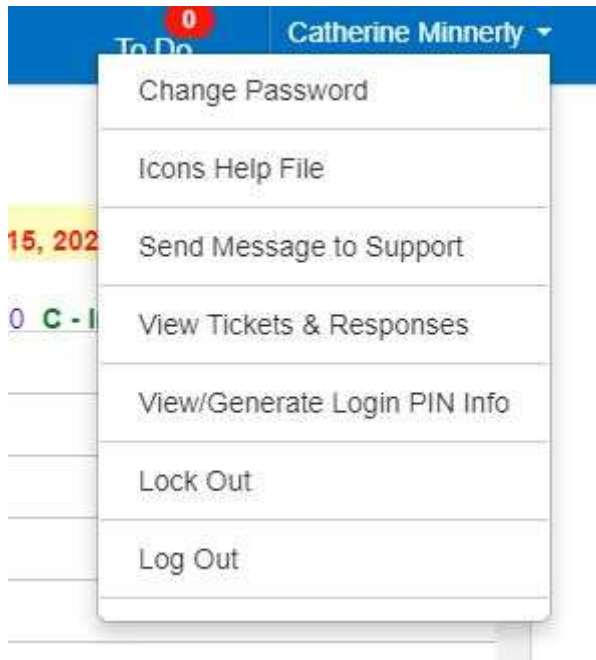 0
To Do
Catherine Minnerly
Change Password
Icons Help File
15, 202
Send Message to Support
0 C - I
View Tickets & Responses
View/Generate Login PIN Info
Lock Out
Log Out